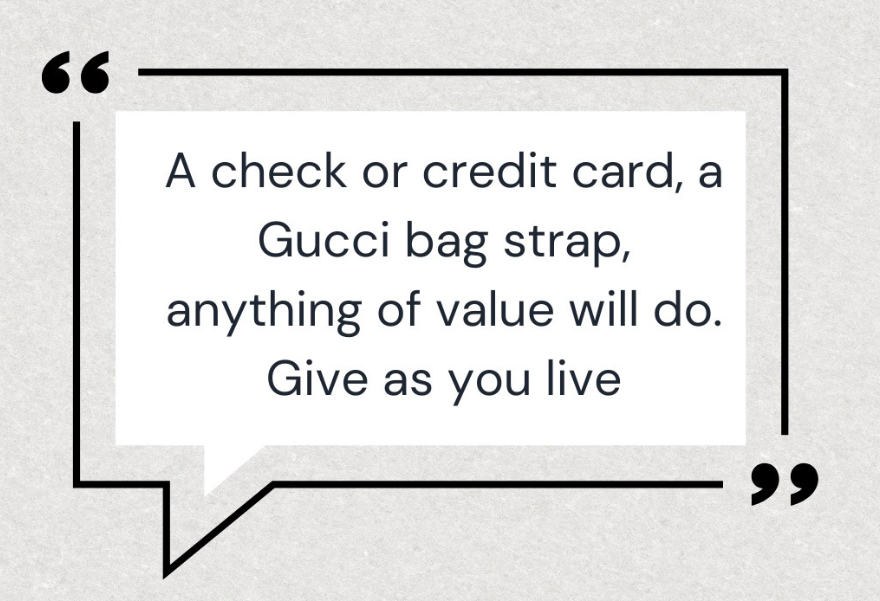 A check or credit card, a
Gucci bag strap,
anything of value will do.
Give as you live